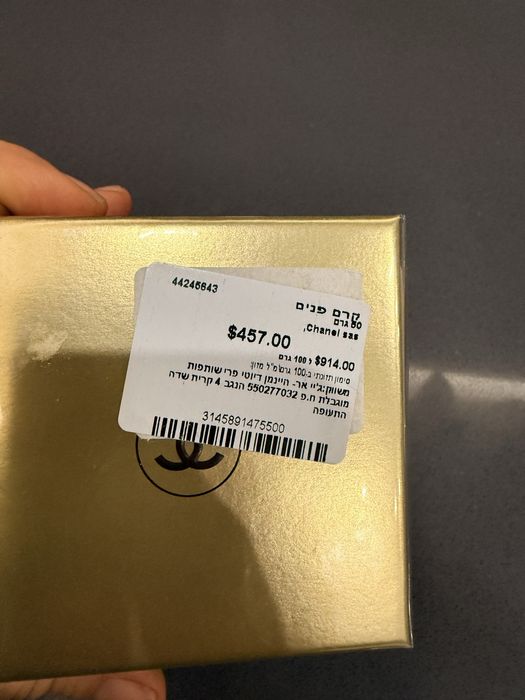 44245643
קרם פנים
50 גרם
Chanel sas,
$457.00
$914.00 ל 100 גרם
סימון תזונתי ב-100 גרם/מ"ל מזון:
משווק:ג'יי אר- היינמן דיוטי פרי שותפות
מוגבלת ח.פ 550277032 הנגב 4 קרית שדה
התעופה
3145891475500